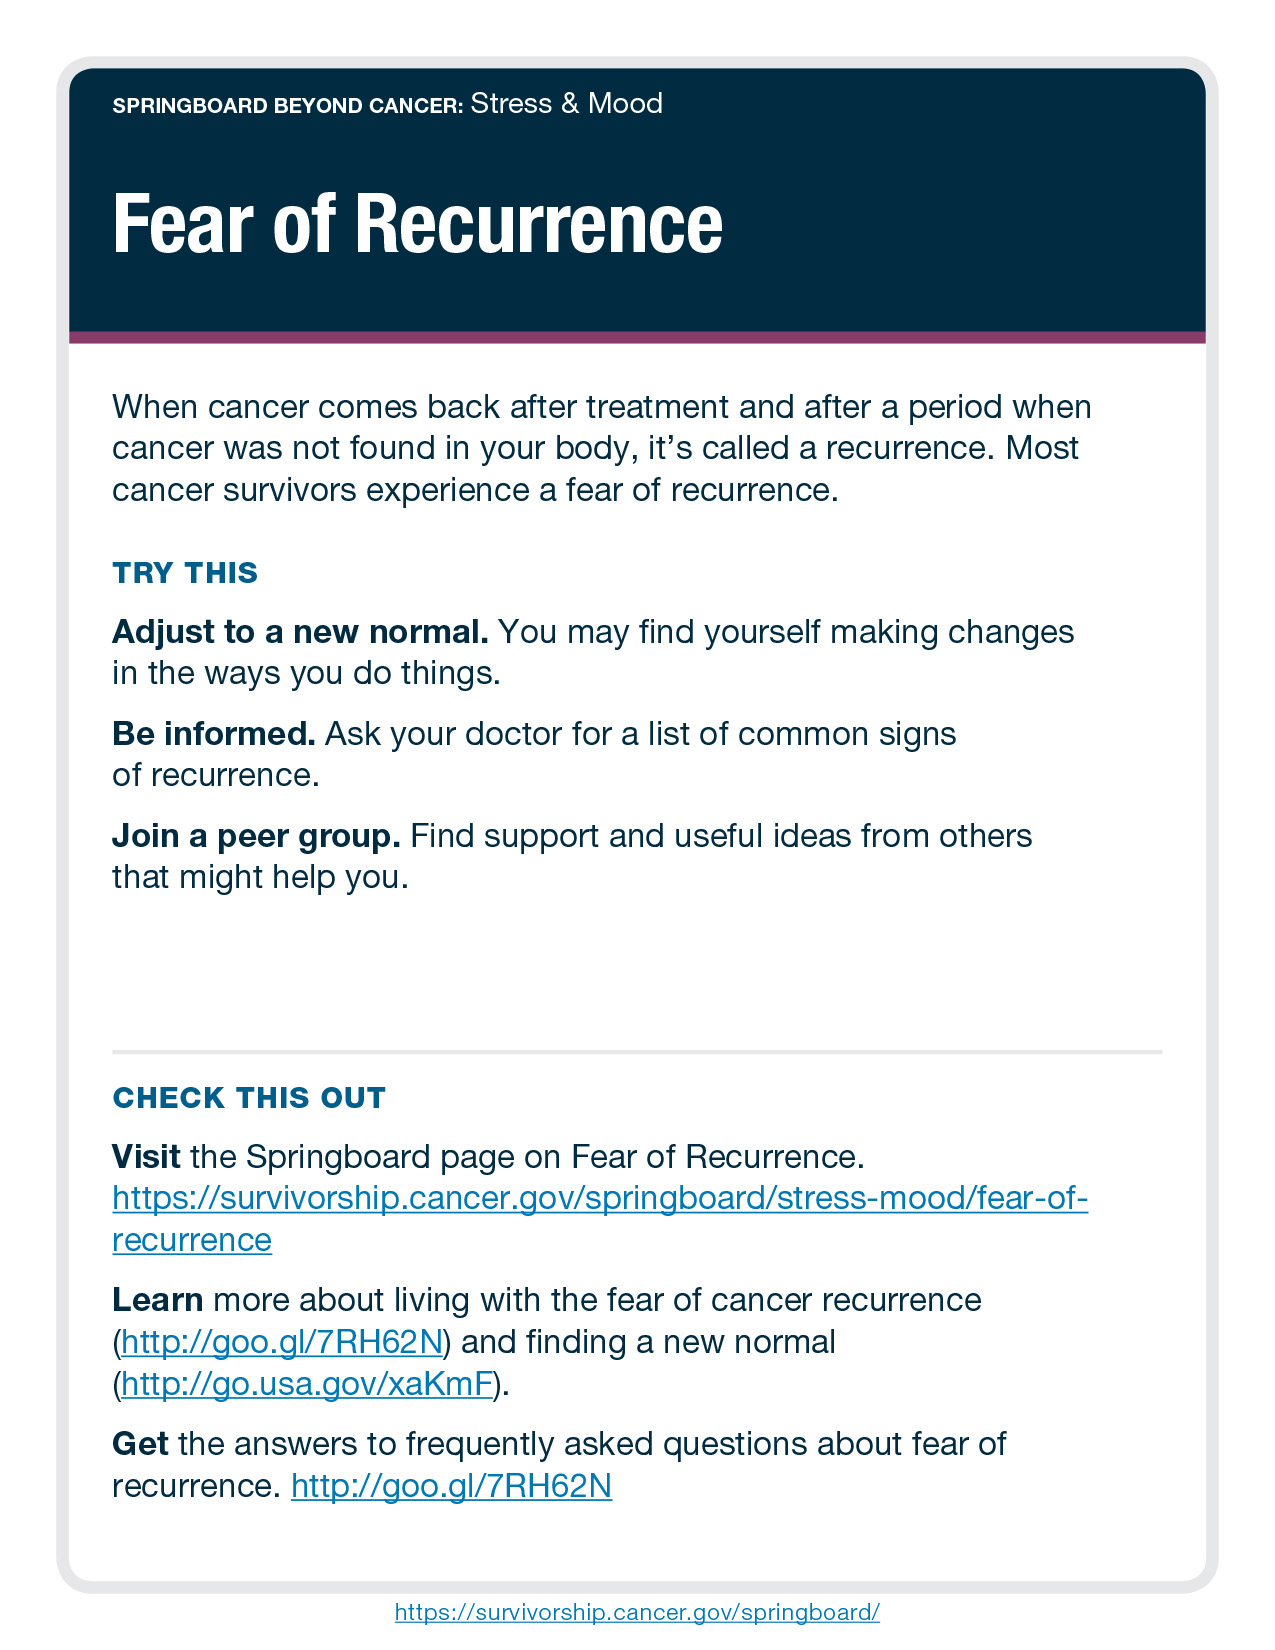 SPRINGBOARD BEYOND CANCER: Stress & Mood
Fear of Recurrence
When cancer comes back after treatment and after a period when
cancer was not found in your body, it’s called a recurrence. Most
cancer survivors experience a fear of recurrence.
TRY THIS
Adjust to a new normal. You may find yourself making changes
in the ways you do things.
Be informed. Ask your doctor for a list of common signs
of recurrence.
Join a peer group. Find support and useful ideas from others
that might help you.
CHECK THIS OUT
Visit the Springboard page on Fear of Recurrence.
https://survivorship.cancer.gov/springboard/stress-mood/fear-of-
recurrence
Learn more about living with the fear of cancer recurrence
(http://goo.gl/7RH62N) and finding a new normal
(http://go.usa.gov/xaKmF).
Get the answers to frequently asked questions about fear of
recurrence. http://goo.gl/7RH62N
https://survivorship.cancer.gov/springboard/